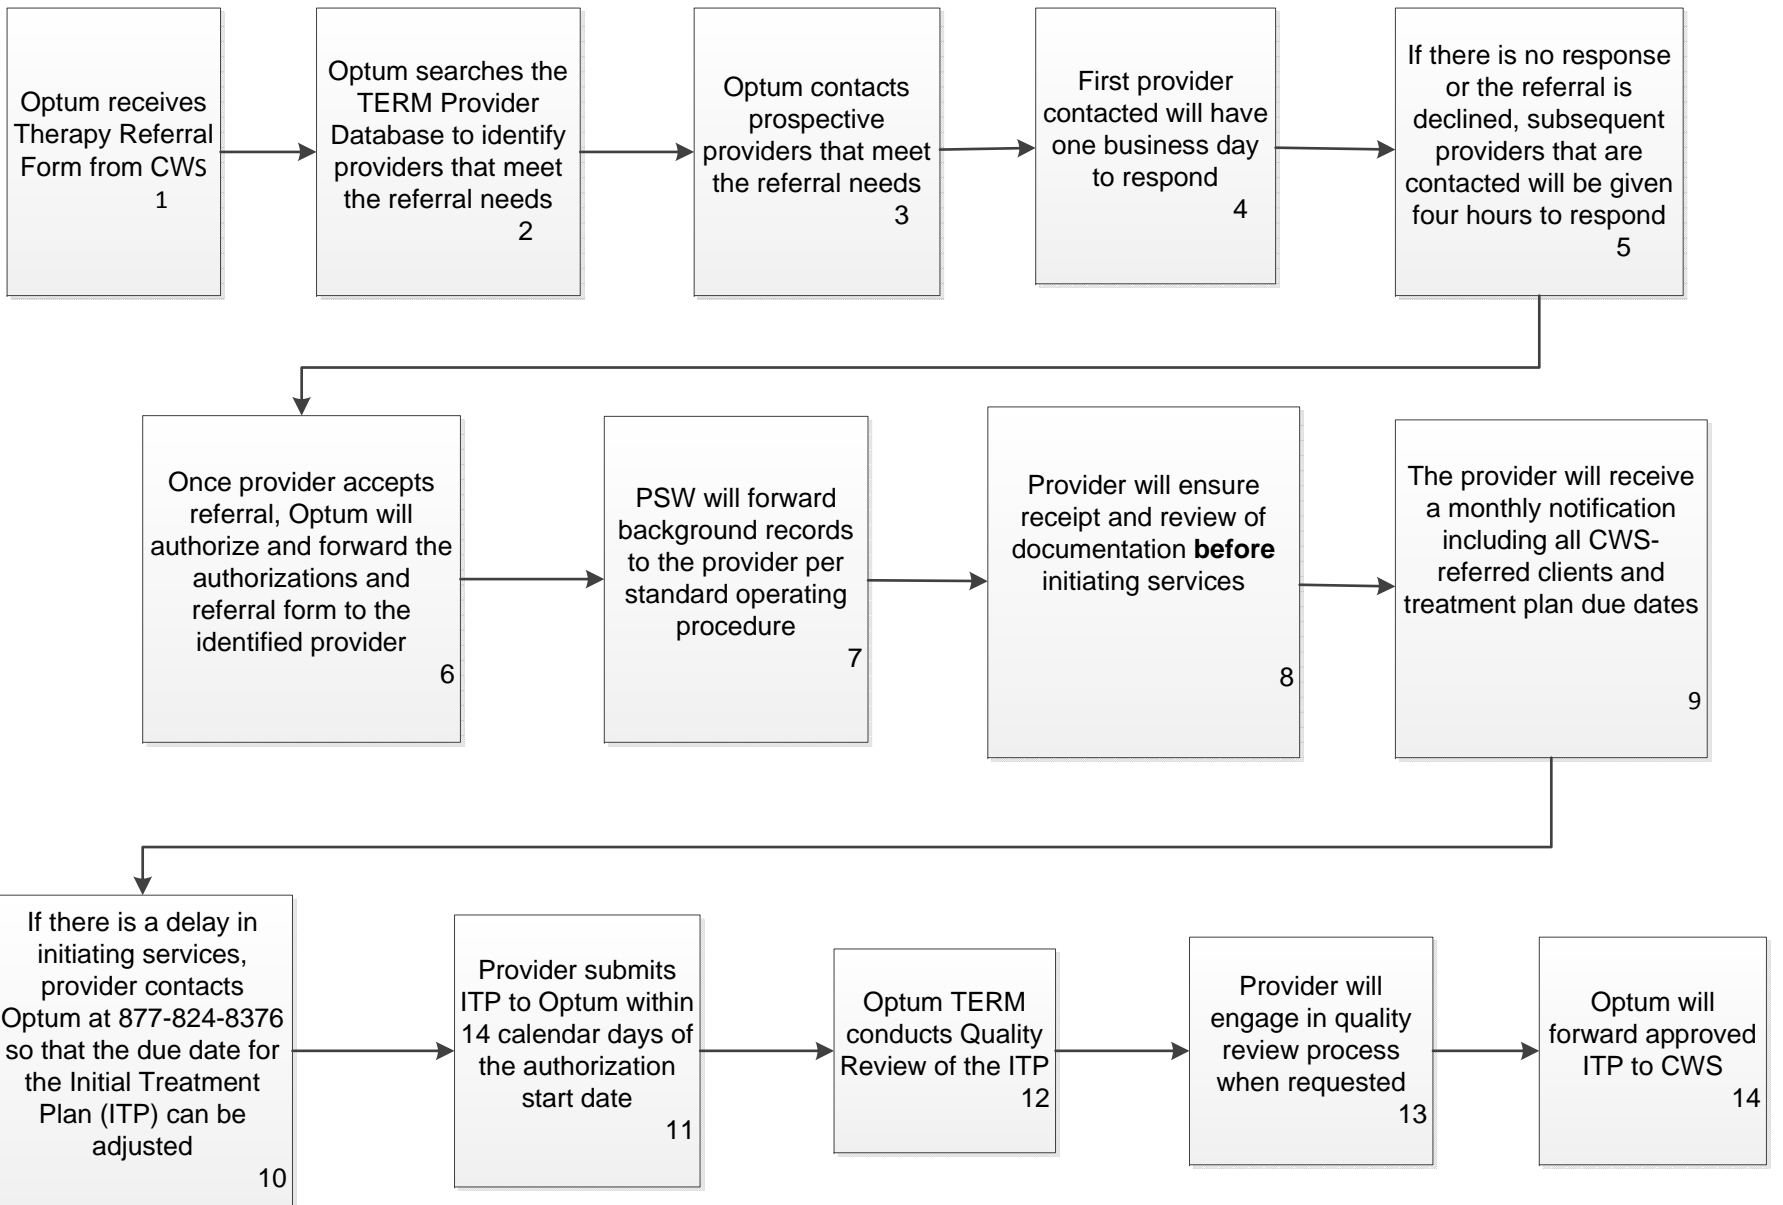 Optum receives
Therapy Referral
Form from CWS
1
Optum searches the
TERM Provider
Database to identify
providers that meet
the referral needs
2
Optum contacts
prospective
providers that meet
the referral needs
3
First provider
contacted will have
one business day
to respond
4
If there is no response
or the referral is
declined, subsequent
providers that are
contacted will be given
four hours to respond
5
Once provider accepts
referral, Optum will
authorize and forward the
authorizations and
referral form to the
identified provider
6
PSW will forward
background records
to the provider per
standard operating
procedure
7
Provider will ensure
receipt and review of
documentation before
initiating services
8
The provider will receive
a monthly notification
including all CWS-
referred clients and
treatment plan due dates
9
If there is a delay in
initiating services,
provider contacts
Optum at 877-824-8376
so that the due date for
the Initial Treatment
Plan (ITP) can be
adjusted
10
Provider submits
ITP to Optum within
14 calendar days of
the authorization
start date
11
Optum TERM
conducts Quality
Review of the ITP
12
Provider will
engage in quality
review process
when requested
13
Optum will
forward approved
ITP to CWS
14